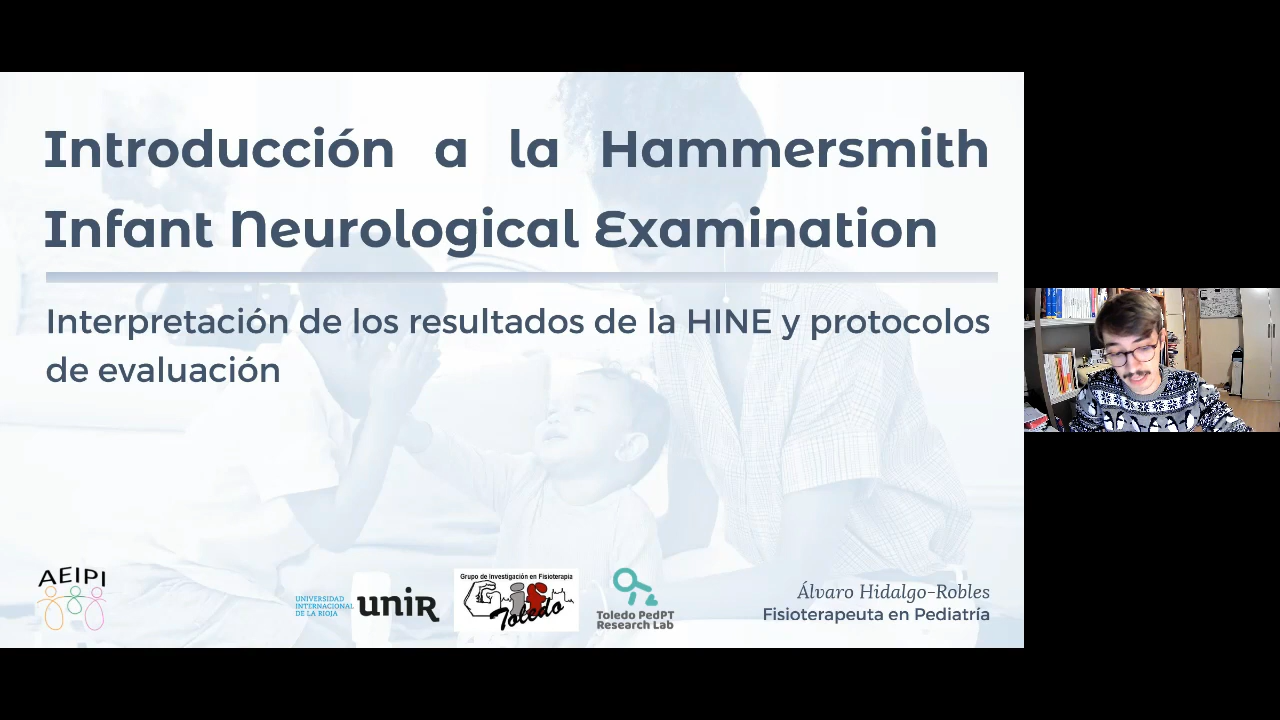 Introducción a la Hammersmith
Infant Neurological Examination
Interpretación de los resultados de la HINE y protocolos
de evaluación
AEIPI
UNIVERSIDAD
INTERNACIONAL
DE LA RIOJA
unir
Grupo de Investigación en Fisioterapia
Toledo
Toledo PedPT
Research Lab
Álvaro Hidalgo-Robles
Fisioterapeuta en Pediatría